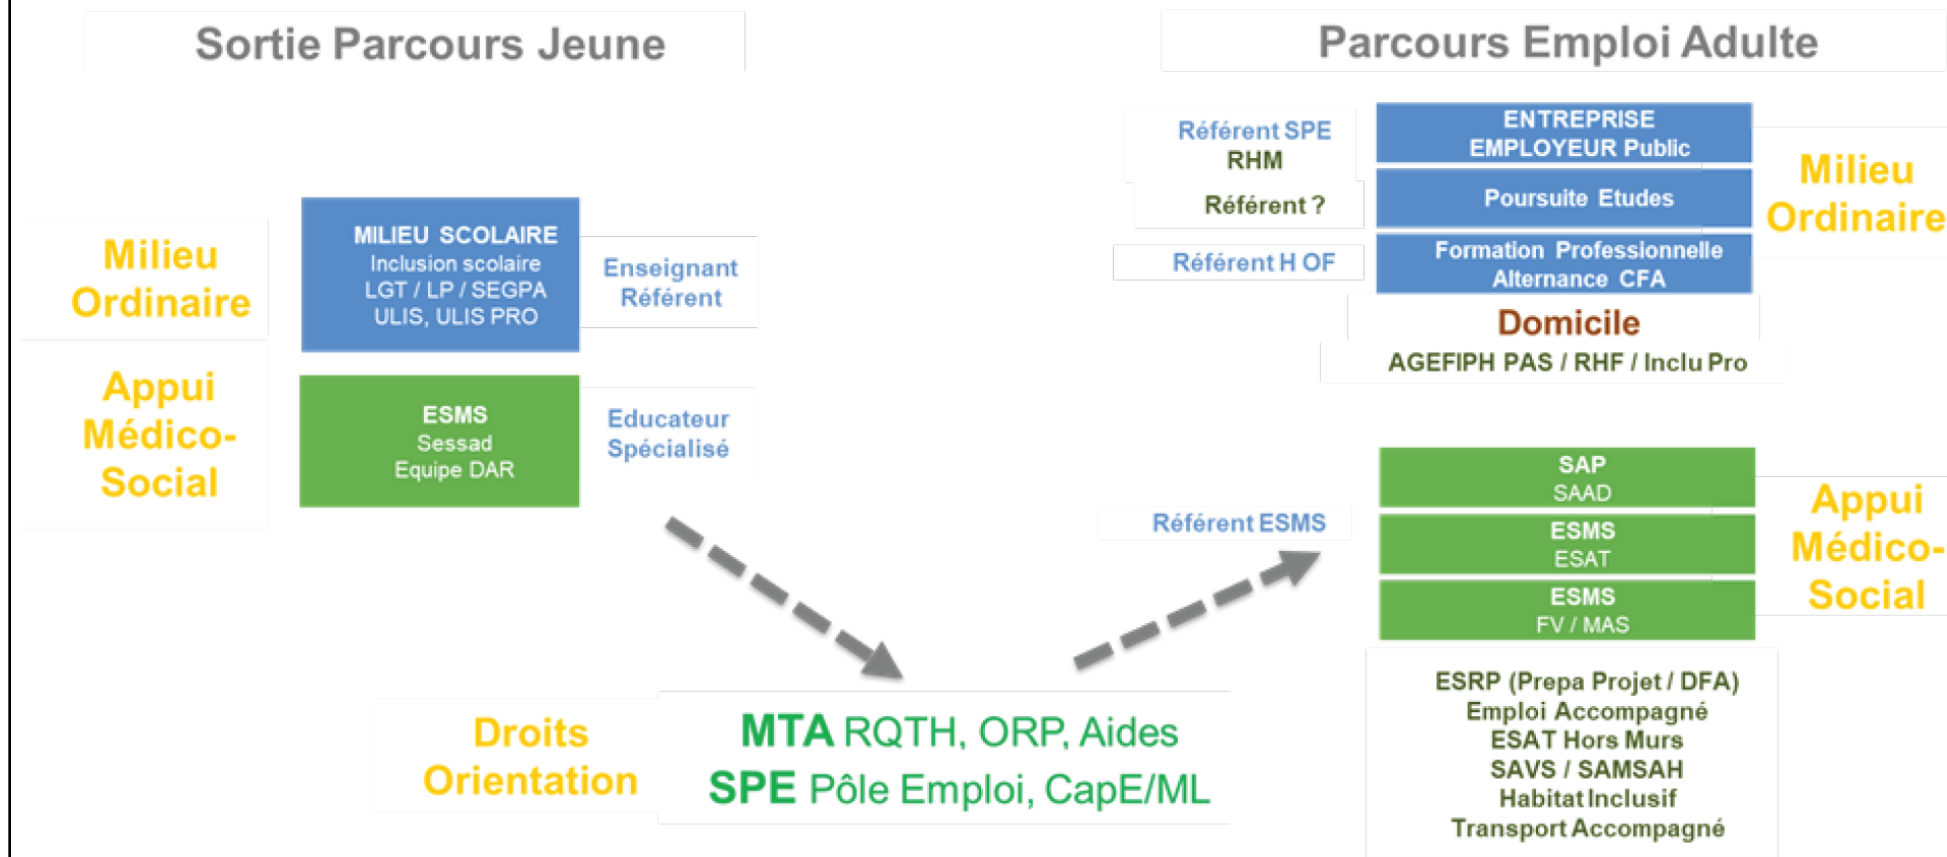 Sortie Parcours Jeune
Milieu
Ordinaire
MILIEU SCOLAIRE
Inclusion scolaire
LGT / LP / SEGPA
ULIS, ULIS PRO
Enseignant
Référent
Appui
Médico-
Social
ESMS
Sessad
Equipe DAR
Educateur
Spécialisé
Droits
Orientation
MTA RQTH, ORP, Aides
SPE Pôle Emploi, CapE/ML
Parcours Emploi Adulte
Référent SPE
RHM
Référent ?
Référent H OF
ENTREPRISE
EMPLOYEUR Public
Poursuite Etudes
Formation Professionnelle
Alternance CFA
Milieu
Ordinaire
Domicile
AGEFIPH PAS / RHF / Inclu Pro
Référent ESMS
SAP
SAAD
ESMS
ESAT
ESMS
FV / MAS
Appui
Médico-
Social
ESRP (Prepa Projet / DFA)
Emploi Accompagné
ESAT Hors Murs
SAVS / SAMSAH
Habitat Inclusif
Transport Accompagné